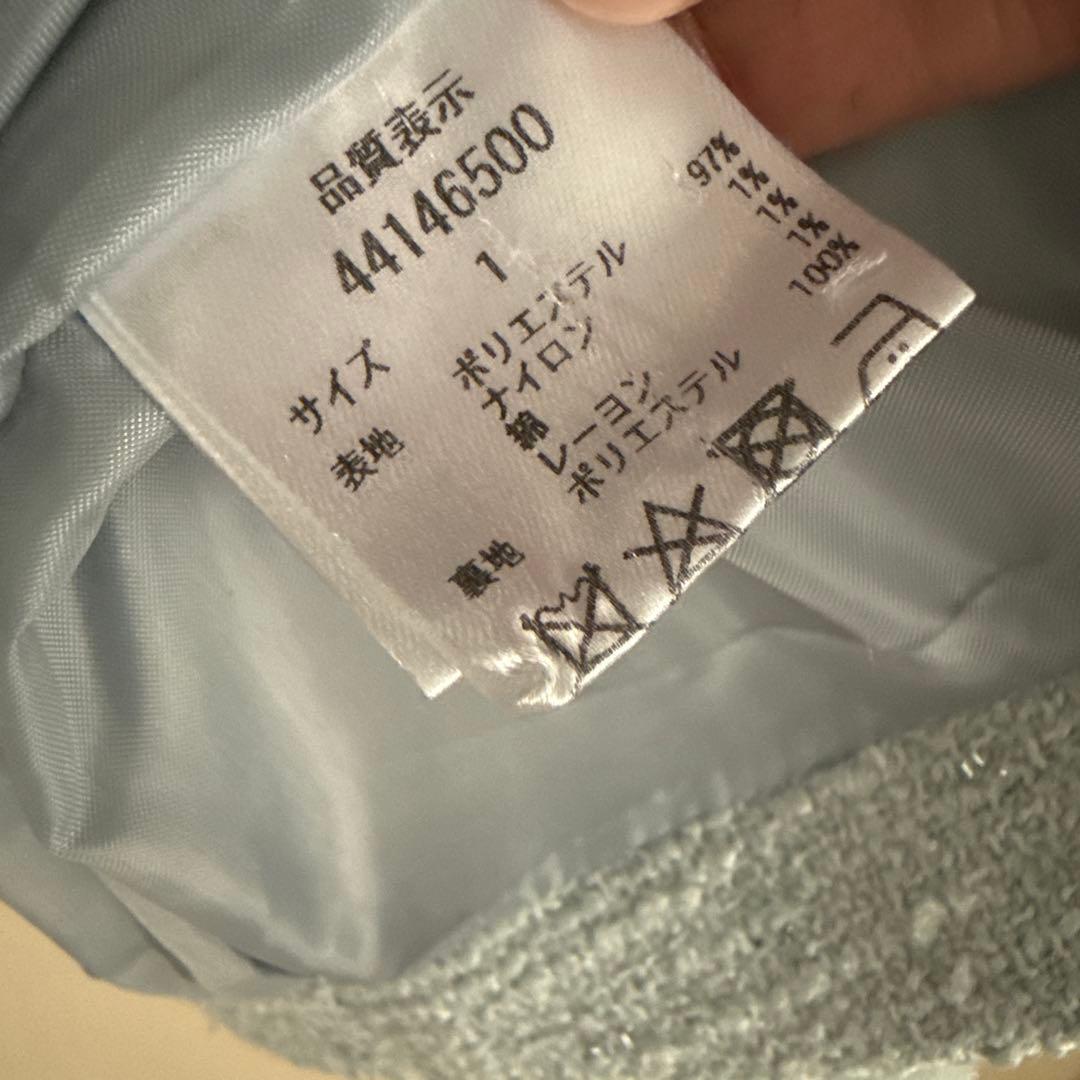 品質表示
44146500
サイズ 1
表地 ポリエステル 97%
ナイロン 1%
綿 1%
レーヨン 1%
裏地 ポリエステル 100%